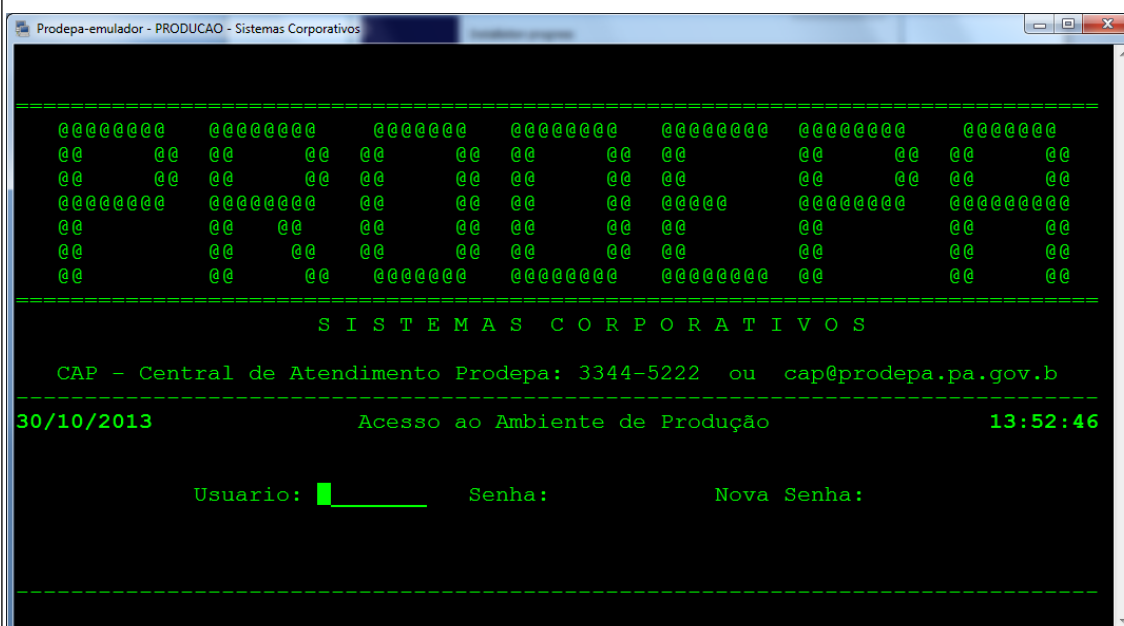 Prodepa-emulador - PRODUCAO - Sistemas Corporativos
PRODEPA
S I S T E M A S   C O R P O R A T I V O S
CAP - Central de Atendimento Prodepa: 3344-5222 ou cap@prodepa.pa.gov.b
30/10/2013 Acesso ao Ambiente de Produção 13:52:46
Usuario: Senha: Nova Senha: